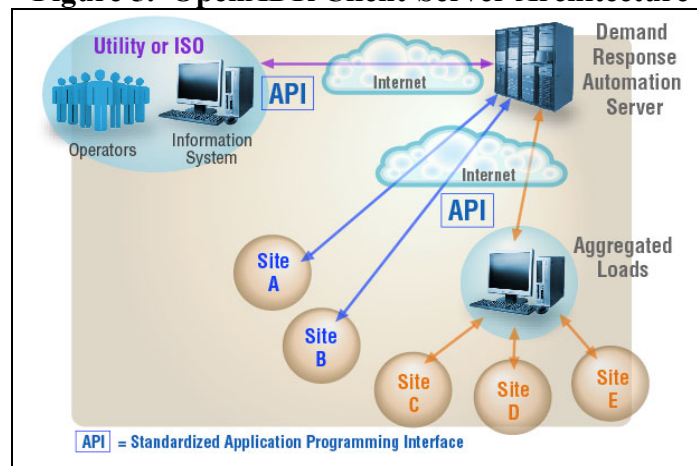 Figure 3. OpenADR Client-Server Architecture
Utility or ISO
API
Internet
Operators
Information
System
Demand
Response
Automation
Server
Internet
API
Site
A
Site
B
Aggregated
Loads
Site
C
Site
D
Site
E
API = Standardized Application Programming Interface